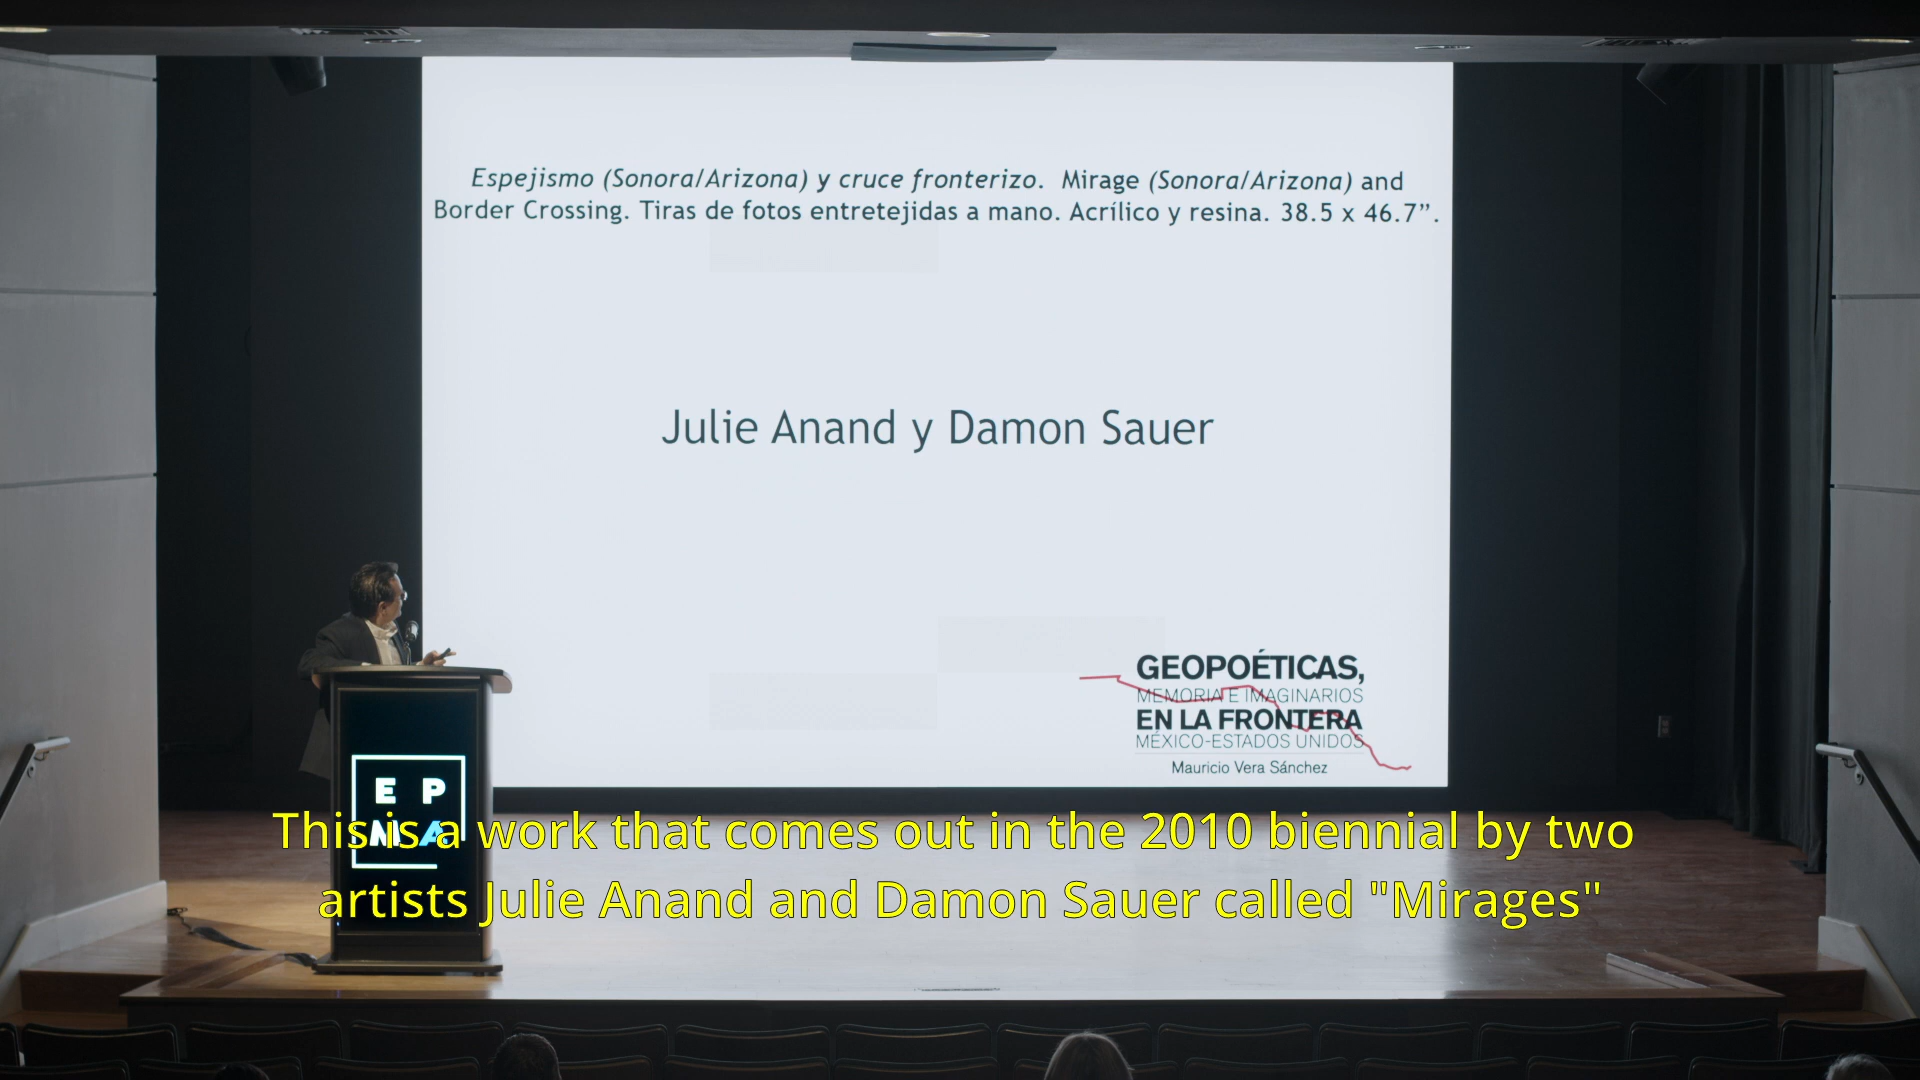 Espejismo (Sonora/Arizona) y cruce fronterizo. Mirage (Sonora/Arizona) and
Border Crossing. Tiras de fotos entretejidas a mano. Acrílico y resina. 38.5 x 46.7”.
Julie Anand y Damon Sauer
GEOPOÉTICAS,
MEMORIA E IMAGINARIOS
EN LA FRONTERA
MÉXICO-ESTADOS UNIDOS
Mauricio Vera Sánchez
E P
M A
This is a work that comes out in the 2010 biennial by two
artists Julie Anand and Damon Sauer called "Mirages"